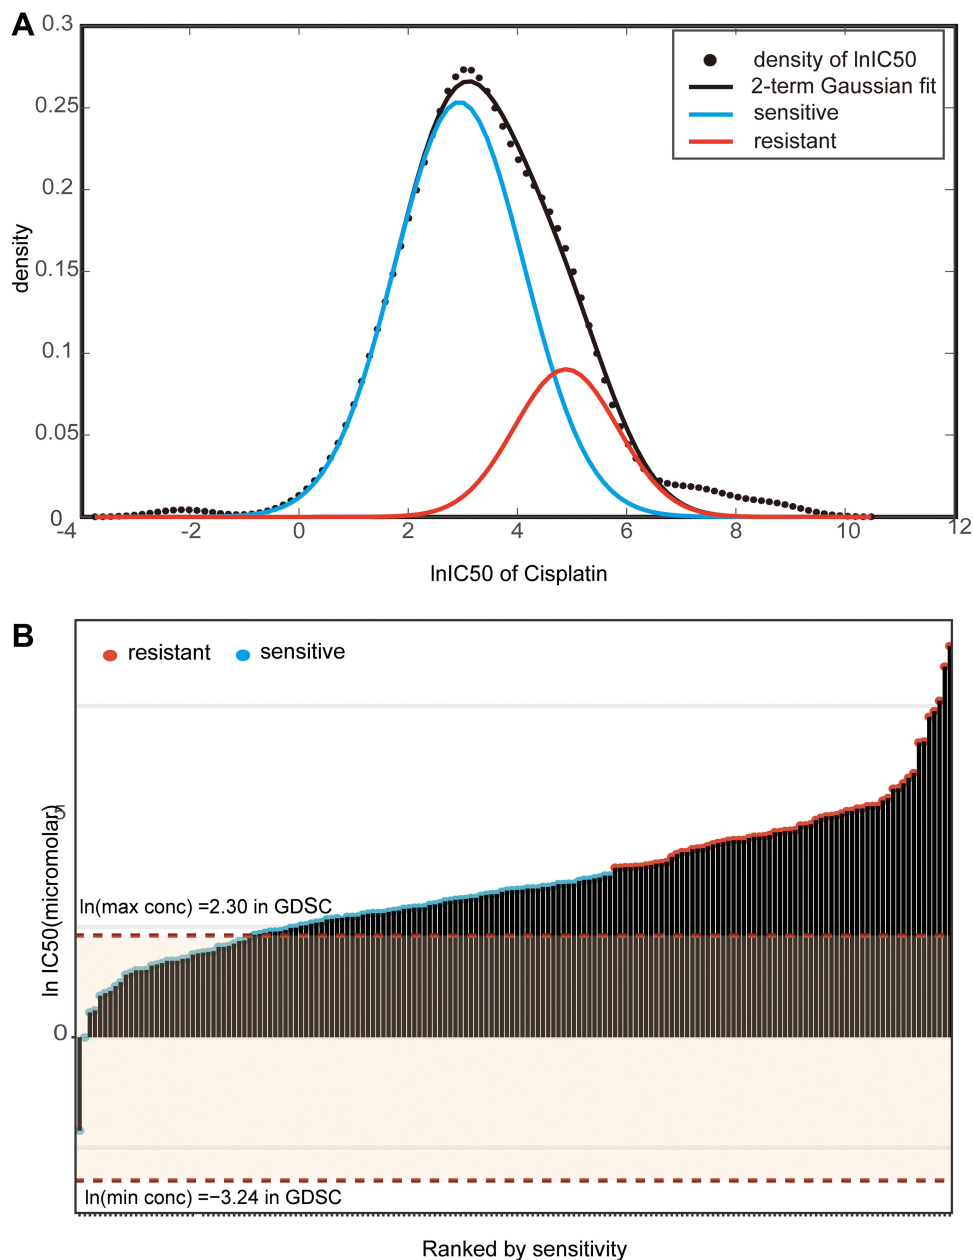 A
0.3
0.25
0.2
0.15
0.1
0.05
0
density
density of lnIC50
2-term Gaussian fit
sensitive
resistant
-4
-2
0
2
4
6
8
10
12
lnIC50 of Cisplatin
B
resistant
sensitive
5
ln IC50(micromolar)
ln(max conc) =2.30 in GDSC
0
ln(min conc) =−3.24 in GDSC
Ranked by sensitivity